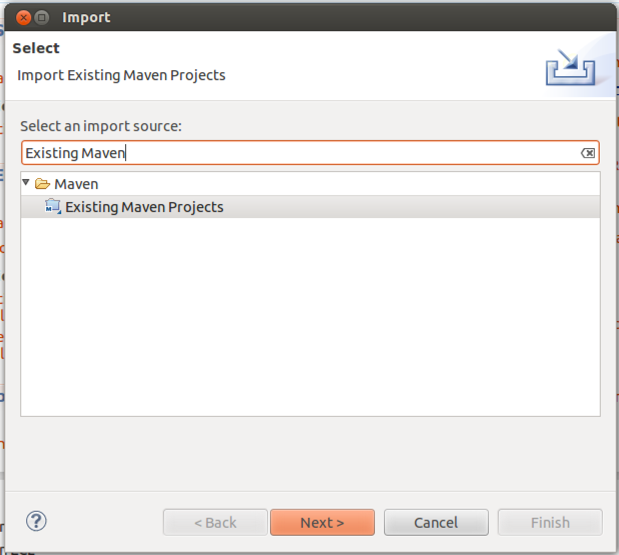 Import
Select
Import Existing Maven Projects
Select an import source:
Existing Maven
Maven
Existing Maven Projects
? < Back Next > Cancel Finish